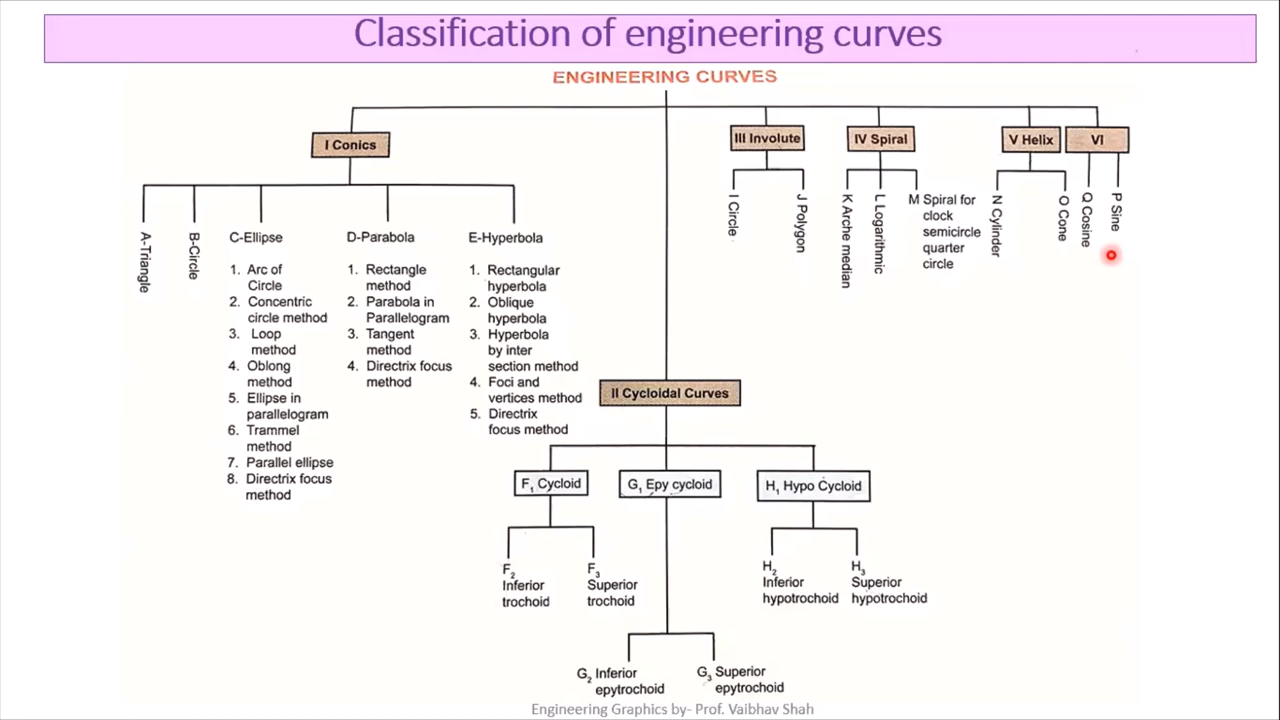 Classification of engineering curves
ENGINEERING CURVES
I Conics
III Involute
IV Spiral
V Helix
VI
A-Triangle
B-Circle
C-Ellipse
1. Arc of
Circle
2. Concentric
circle method
3. Loop
method
4. Oblong
method
5. Ellipse in
parallelogram
6. Trammel
method
7. Parallel ellipse
8. Directrix focus
method
D-Parabola
1. Rectangle
method
2. Parabola in
Parallelogram
3. Tangent
method
4. Directrix focus
method
E-Hyperbola
1. Rectangular
hyperbola
2. Oblique
hyperbola
3. Hyperbola
by inter
section method
4. Foci and
vertices method
5. Directrix
focus method
I Circle
J Polygon
K Arche median
L Logarithmic
M Spiral for
clock
semicircle
quarter
circle
N Cylinder
O Cone
Q Cosine
P Sine
II Cycloidal Curves
F₁ Cycloid
G₁ Epy cycloid
H₁ Hypo Cycloid
F₂
Inferior
trochoid
F₃
Superior
trochoid
H₂
Inferior
hypotrochoid
H₃
Superior
hypotrochoid
G₂ Inferior
epytrochoid
G₃ Superior
epytrochoid
Engineering Graphics by- Prof. Vaibhav Shah